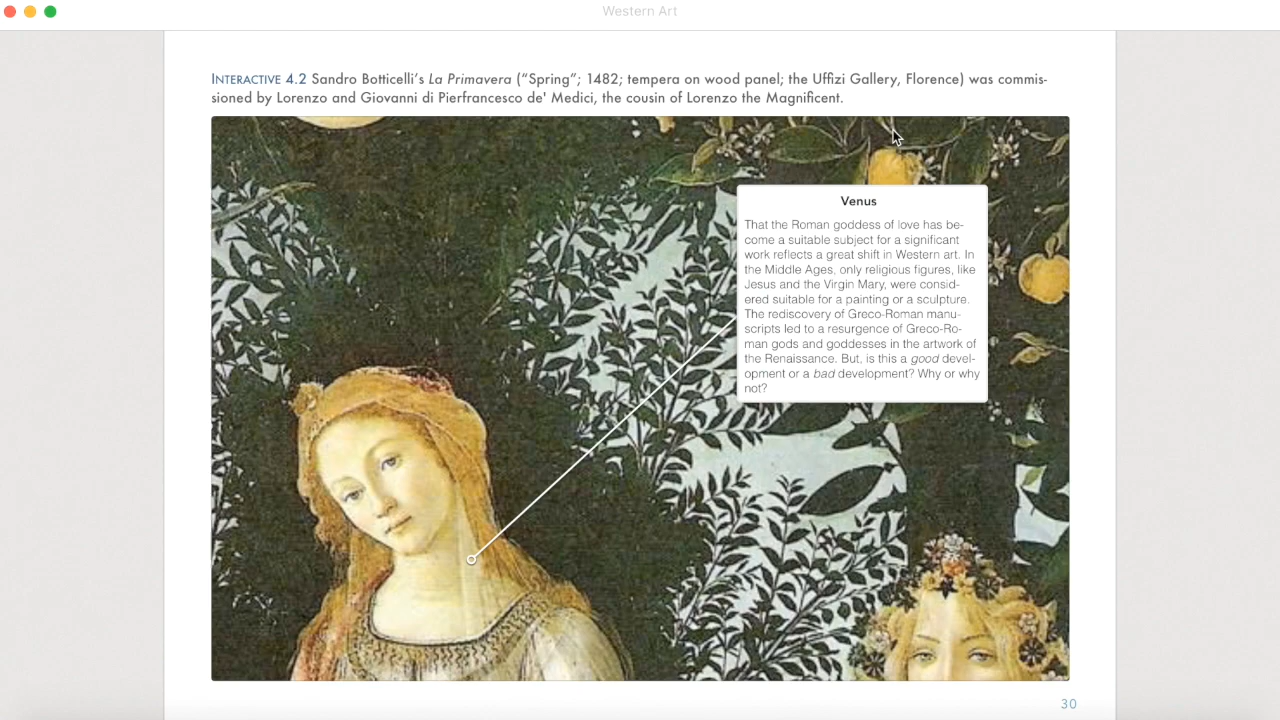 Western Art
INTERACTIVE 4.2 Sandro Botticelli's La Primavera (“Spring”; 1482; tempera on wood panel; the Uffizi Gallery, Florence) was commis-
sioned by Lorenzo and Giovanni di Pierfrancesco de' Medici, the cousin of Lorenzo the Magnificent.
Venus
That the Roman goddess of love has be-
come a suitable subject for a significant
work reflects a great shift in Western art. In
the Middle Ages, only religious figures, like
Jesus and the Virgin Mary, were consid-
ered suitable for a painting or a sculpture.
The rediscovery of Greco-Roman manu-
scripts led to a resurgence of Greco-Ro-
man gods and goddesses in the artwork of
the Renaissance. But, is this a good devel-
opment or a bad development? Why or why
not?
30